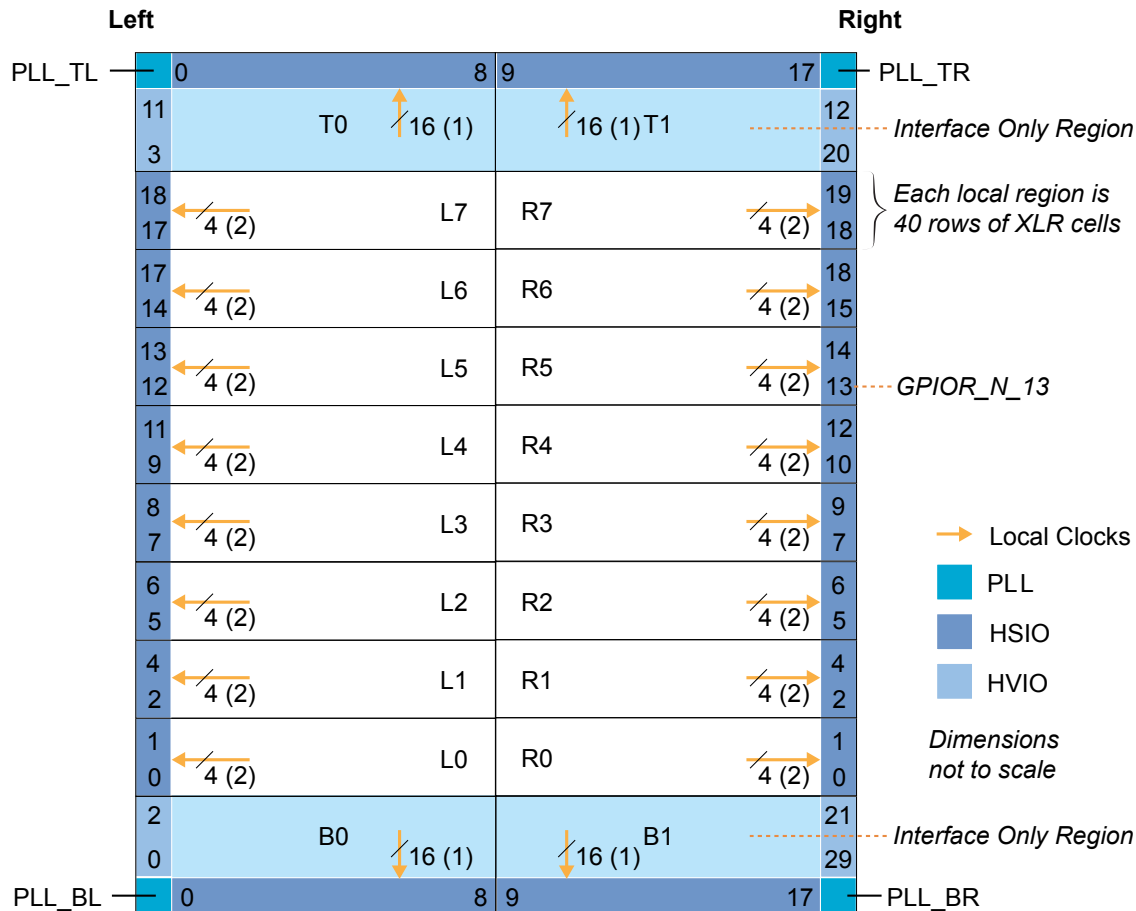 Left Right
PLL_TL 0 8 9 17 PLL_TR
11 T0 16 (1) 16 (1) T1 12 Interface Only Region
3 20
18 4 (2) L7 R7 4 (2) 19 Each local region is
17 18 40 rows of XLR cells
17 4 (2) L6 R6 4 (2) 18
14 15
13 4 (2) L5 R5 4 (2) 14
12 13 GPIOR_N_13
11 4 (2) L4 R4 4 (2) 12
9 10
8 4 (2) L3 R3 4 (2) 9
7 7
Local Clocks
6 4 (2) L2 R2 4 (2) 6 PLL
5 5
HSIO
4 4 (2) L1 R1 4 (2) 4
2 2
HVIO
1 4 (2) L0 R0 4 (2) 1 Dimensions
0 0 not to scale
2 B0 16 (1) 16 (1) B1 21 Interface Only Region
0 29
PLL_BL 0 8 9 17 PLL_BR